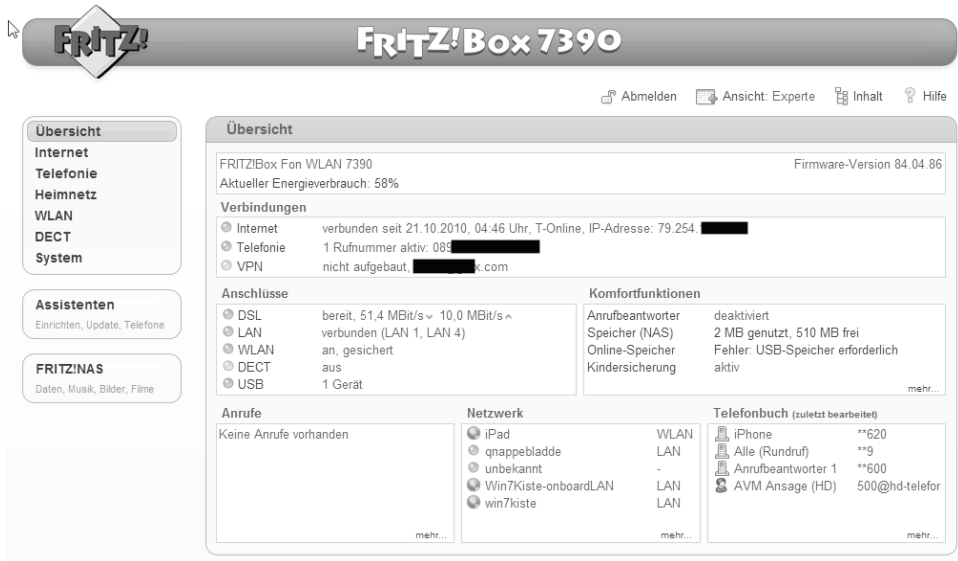 FRITZ!
FRITZ!Box 7390
Abmelden Ansicht: Experte Inhalt Hilfe
Übersicht
Internet
Telefonie
Heimnetz
WLAN
DECT
System
Assistenten
Einrichten, Update, Telefone
FRITZ!NAS
Daten, Musik, Bilder, Filme
Übersicht
FRITZ!Box Fon WLAN 7390 Firmware-Version 84.04.86
Aktueller Energieverbrauch: 58%
Verbindungen
Internet verbunden seit 21.10.2010, 04:46 Uhr, T-Online, IP-Adresse: 79.254.
Telefonie 1 Rufnummer aktiv: 089
VPN nicht aufgebaut, x.com
Anschlüsse
DSL bereit, 51,4 MBit/s 10,0 MBit/s
LAN verbunden (LAN 1, LAN 4)
WLAN an, gesichert
DECT aus
USB 1 Gerät
Komfortfunktionen
Anrufbeantworter deaktiviert
Speicher (NAS) 2 MB genutzt, 510 MB frei
Online-Speicher Fehler: USB-Speicher erforderlich
Kindersicherung aktiv
mehr...
Anrufe
Keine Anrufe vorhanden
mehr...
Netzwerk
iPad WLAN
qnappebladde LAN
unbekannt -
Win7Kiste-onboardLAN LAN
win7kiste LAN
mehr...
Telefonbuch (zuletzt bearbeitet)
iPhone **620
Alle (Rundruf) **9
Anrufbeantworter 1 **600
AVM Ansage (HD) 500@hd-telefor
mehr...